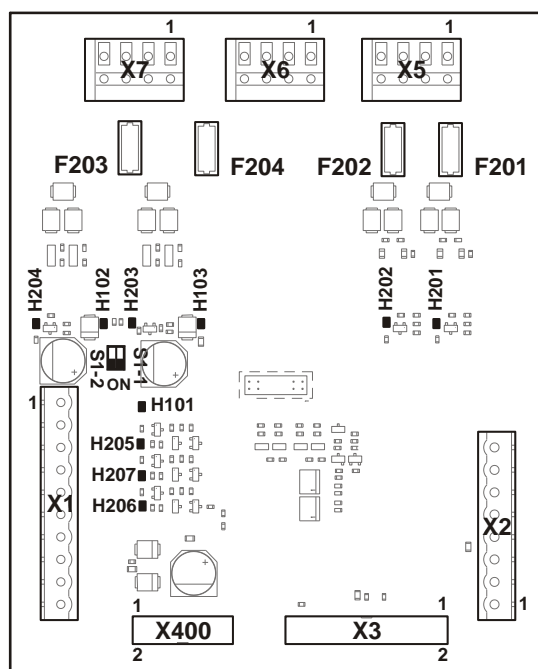 1 1 1
X7 X6 X5
F203 F204 F202 F201
H204 H102 H203 H103 H202 H201
S1-2 S1-1
ON
1 H101
H205
H207
X1 H206 X2
1 1 1
X400 X3
2 2